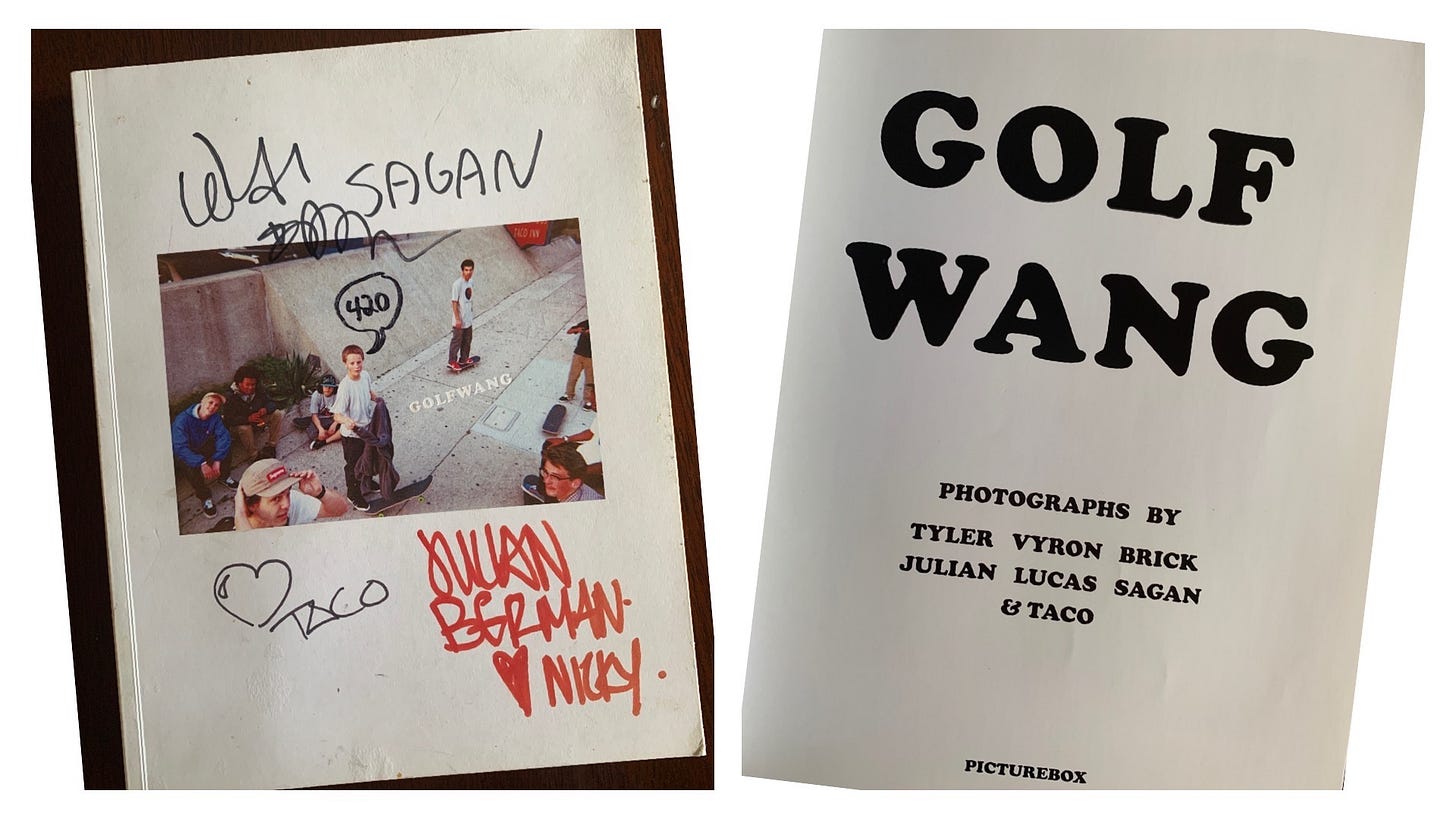 SAGAN
TACO INN
420
GOLFWANG
TACO
JULIAN
BERMAN.
NICKY.
GOLF
WANG
PHOTOGRAPHS BY
TYLER VYRON BRICK
JULIAN LUCAS SAGAN
& TACO
PICTUREBOX